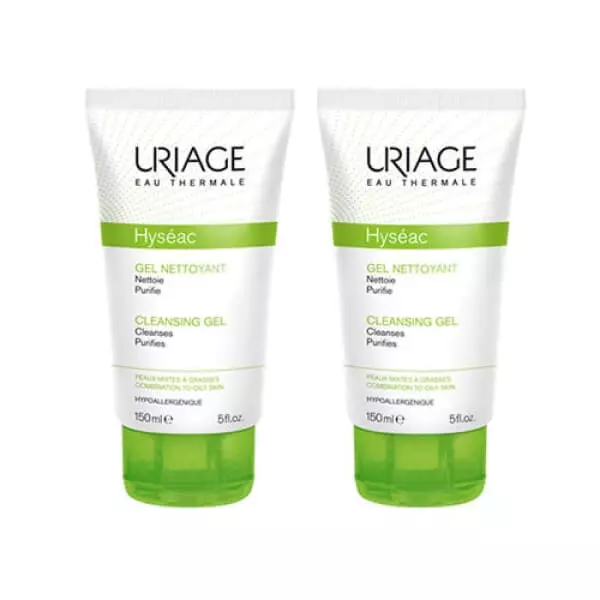 URIAGE
EAU THERMALE
Hyséac
GEL NETTOYANT
Nettoie
Purifie
CLEANSING GEL
Cleanses
Purifies
PEAUX MIXTES À GRASSES
COMBINATION TO OILY SKIN
HYPOALLERGÉNIQUE
150ml℮ 5fl.oz.
URIAGE
EAU THERMALE
Hyséac
GEL NETTOYANT
Nettoie
Purifie
CLEANSING GEL
Cleanses
Purifies
PEAUX MIXTES À GRASSES
COMBINATION TO OILY SKIN
HYPOALLERGÉNIQUE
150ml℮ 5fl.oz.